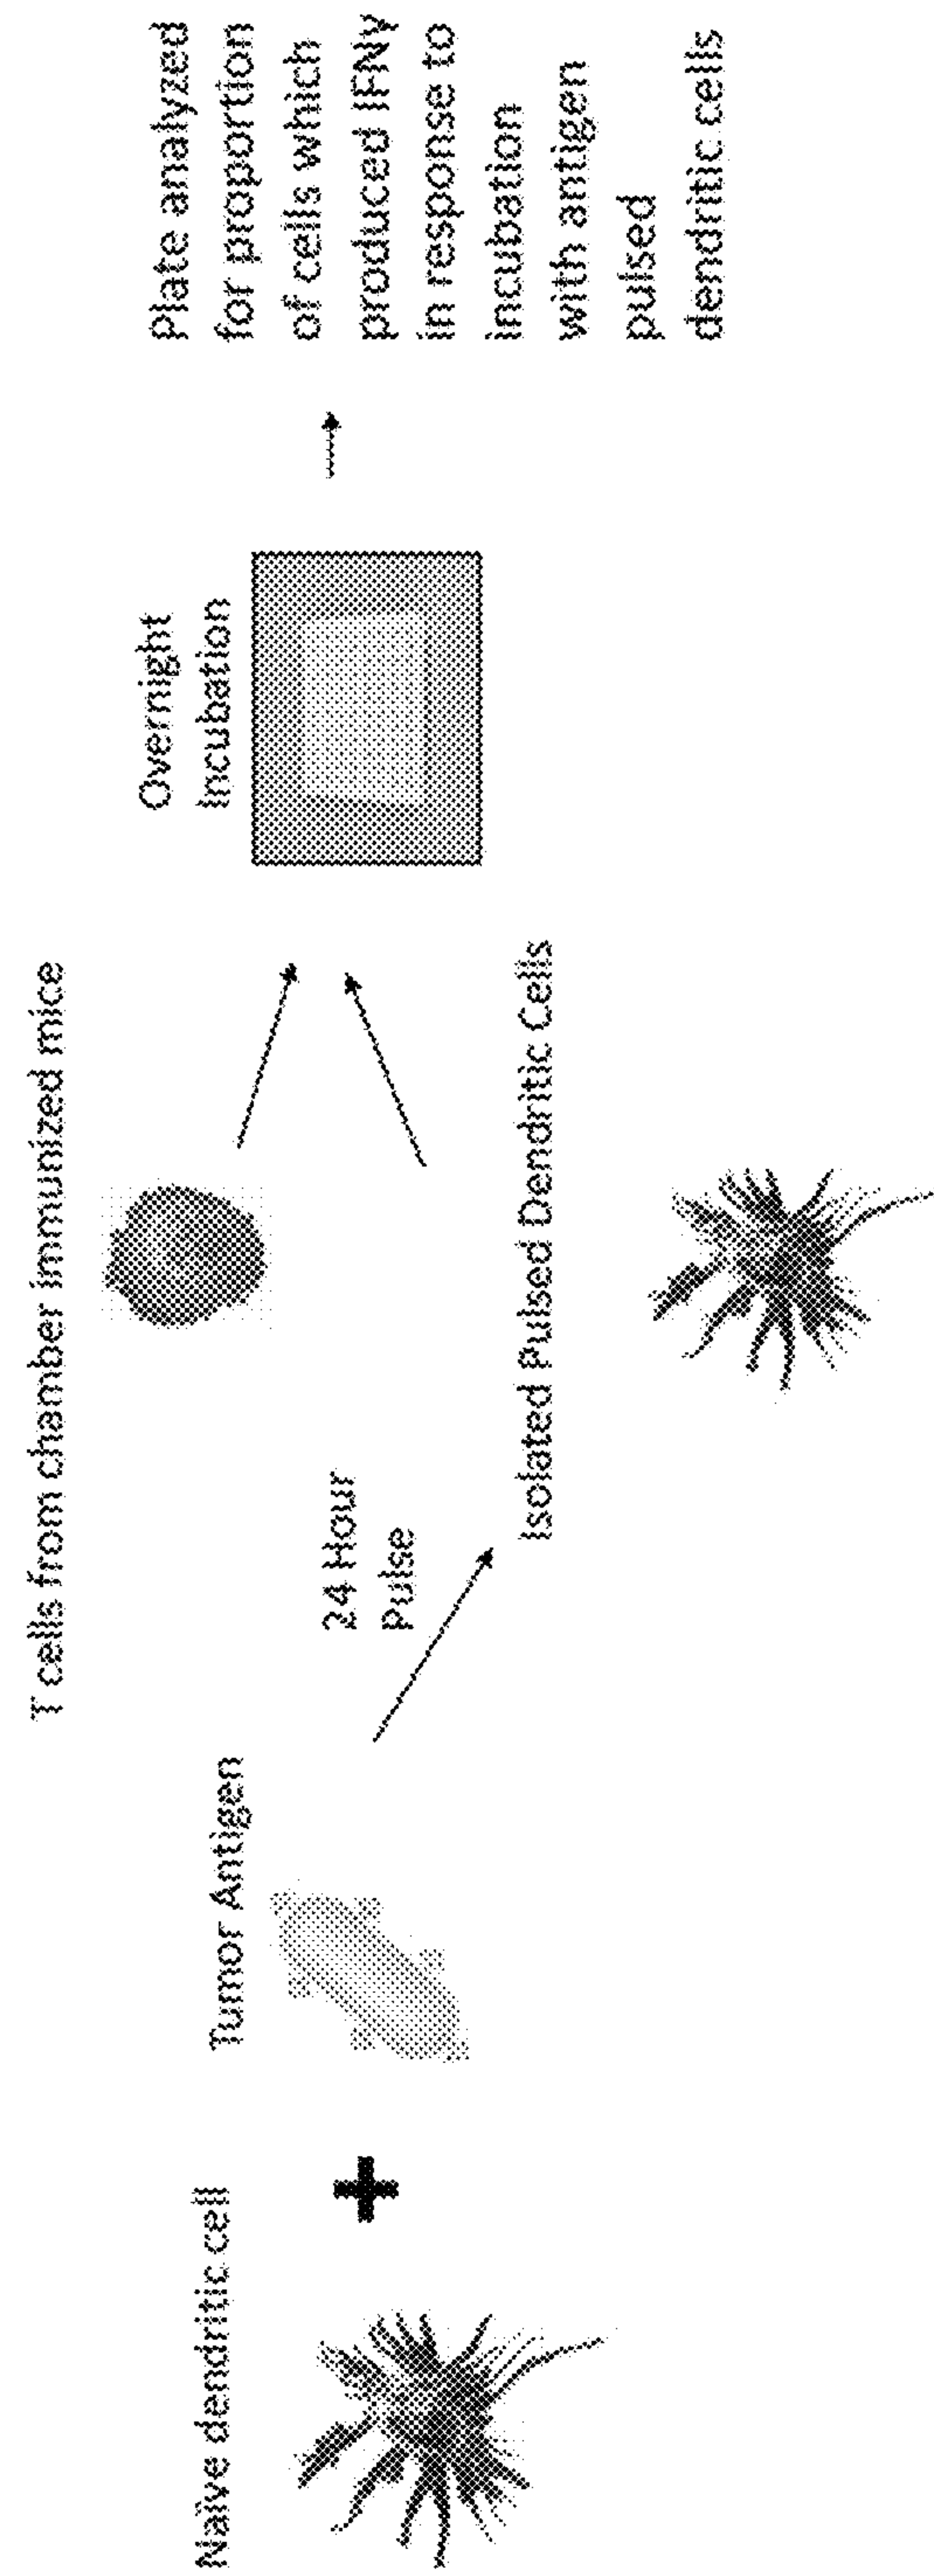 Naïve dendritic cell
+
Tumor Antigen
24 Hour
Pulse
T cells from chamber immunized mice
Isolated Pulsed Dendritic Cells
Overnight
Incubation
Plate analyzed
for proportion
of cells which
produced IFNγ
in response to
incubation
with antigen
pulsed
dendritic cells